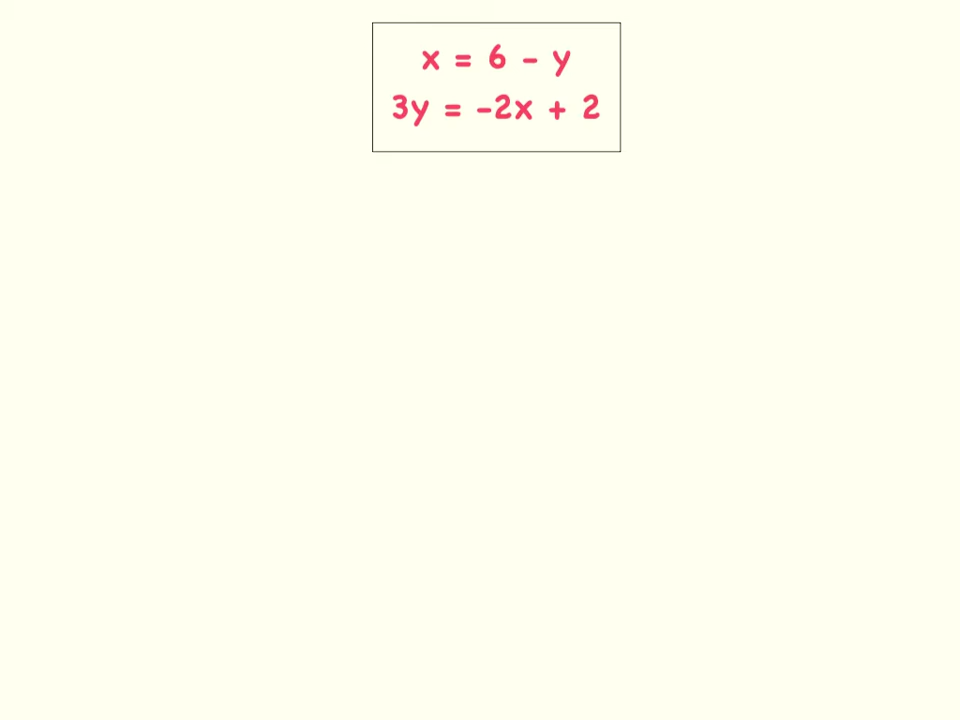 x = 6 - y
3y = -2x + 2